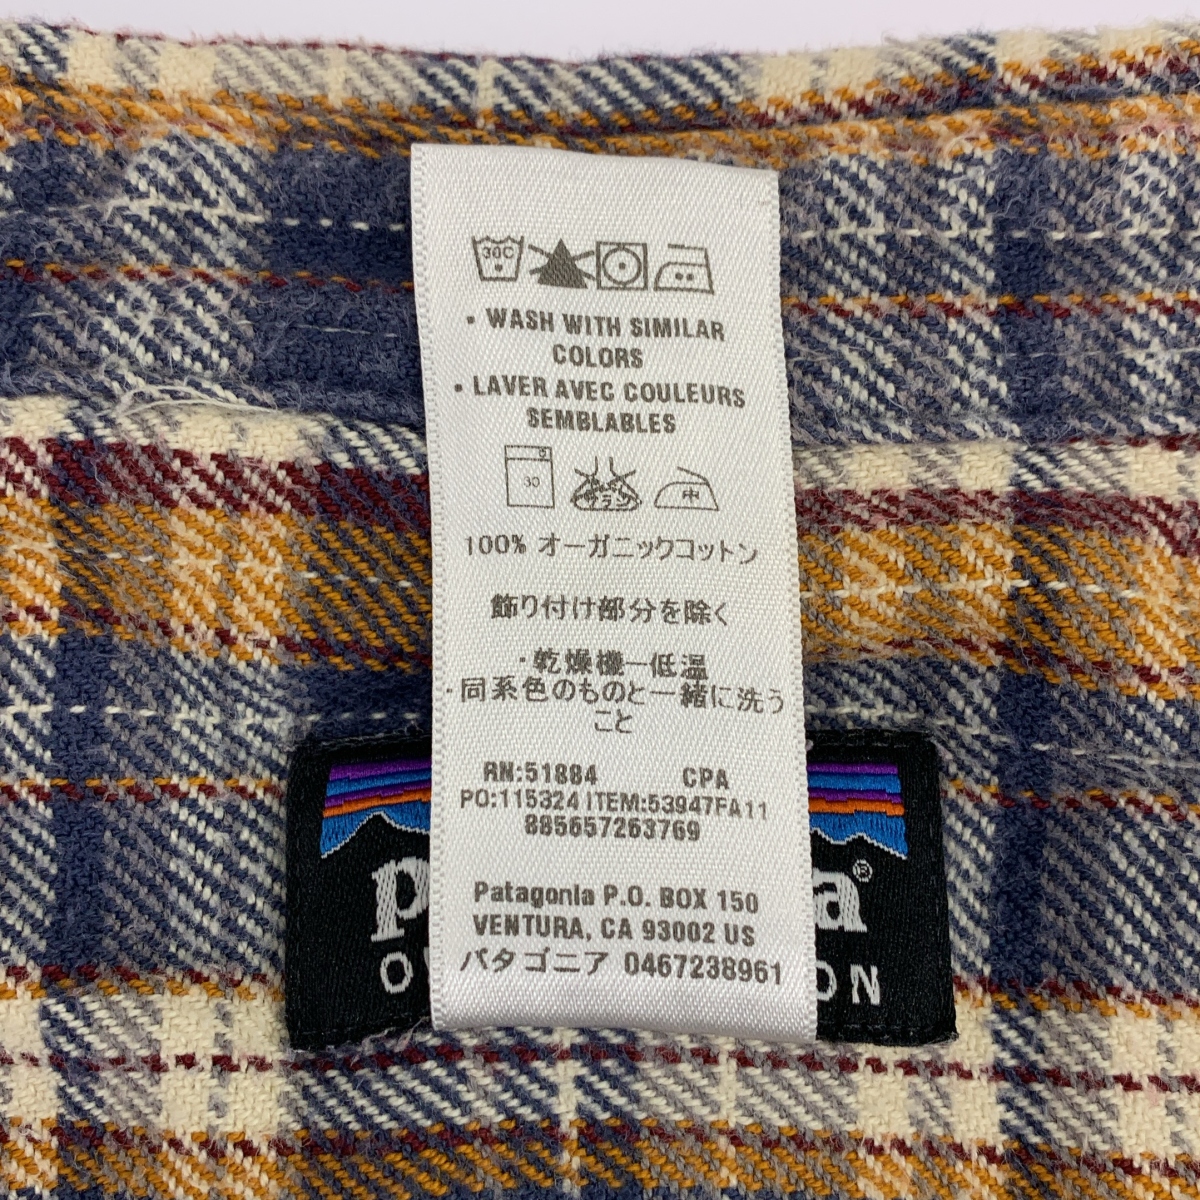 30C
• WASH WITH SIMILAR
COLORS
• LAVER AVEC COULEURS
SEMBLABLES
30
中
100% オーガニックコットン
飾り付け部分を除く
・乾燥機一低温
・同系色のものと一緒に洗う
こと
RN:51884 CPA
PO:115324 ITEM:53947FA11
885657263769
Patagonia P.O. BOX 150
VENTURA, CA 93002 US
パタゴニア 0467238961
p a®
O ON